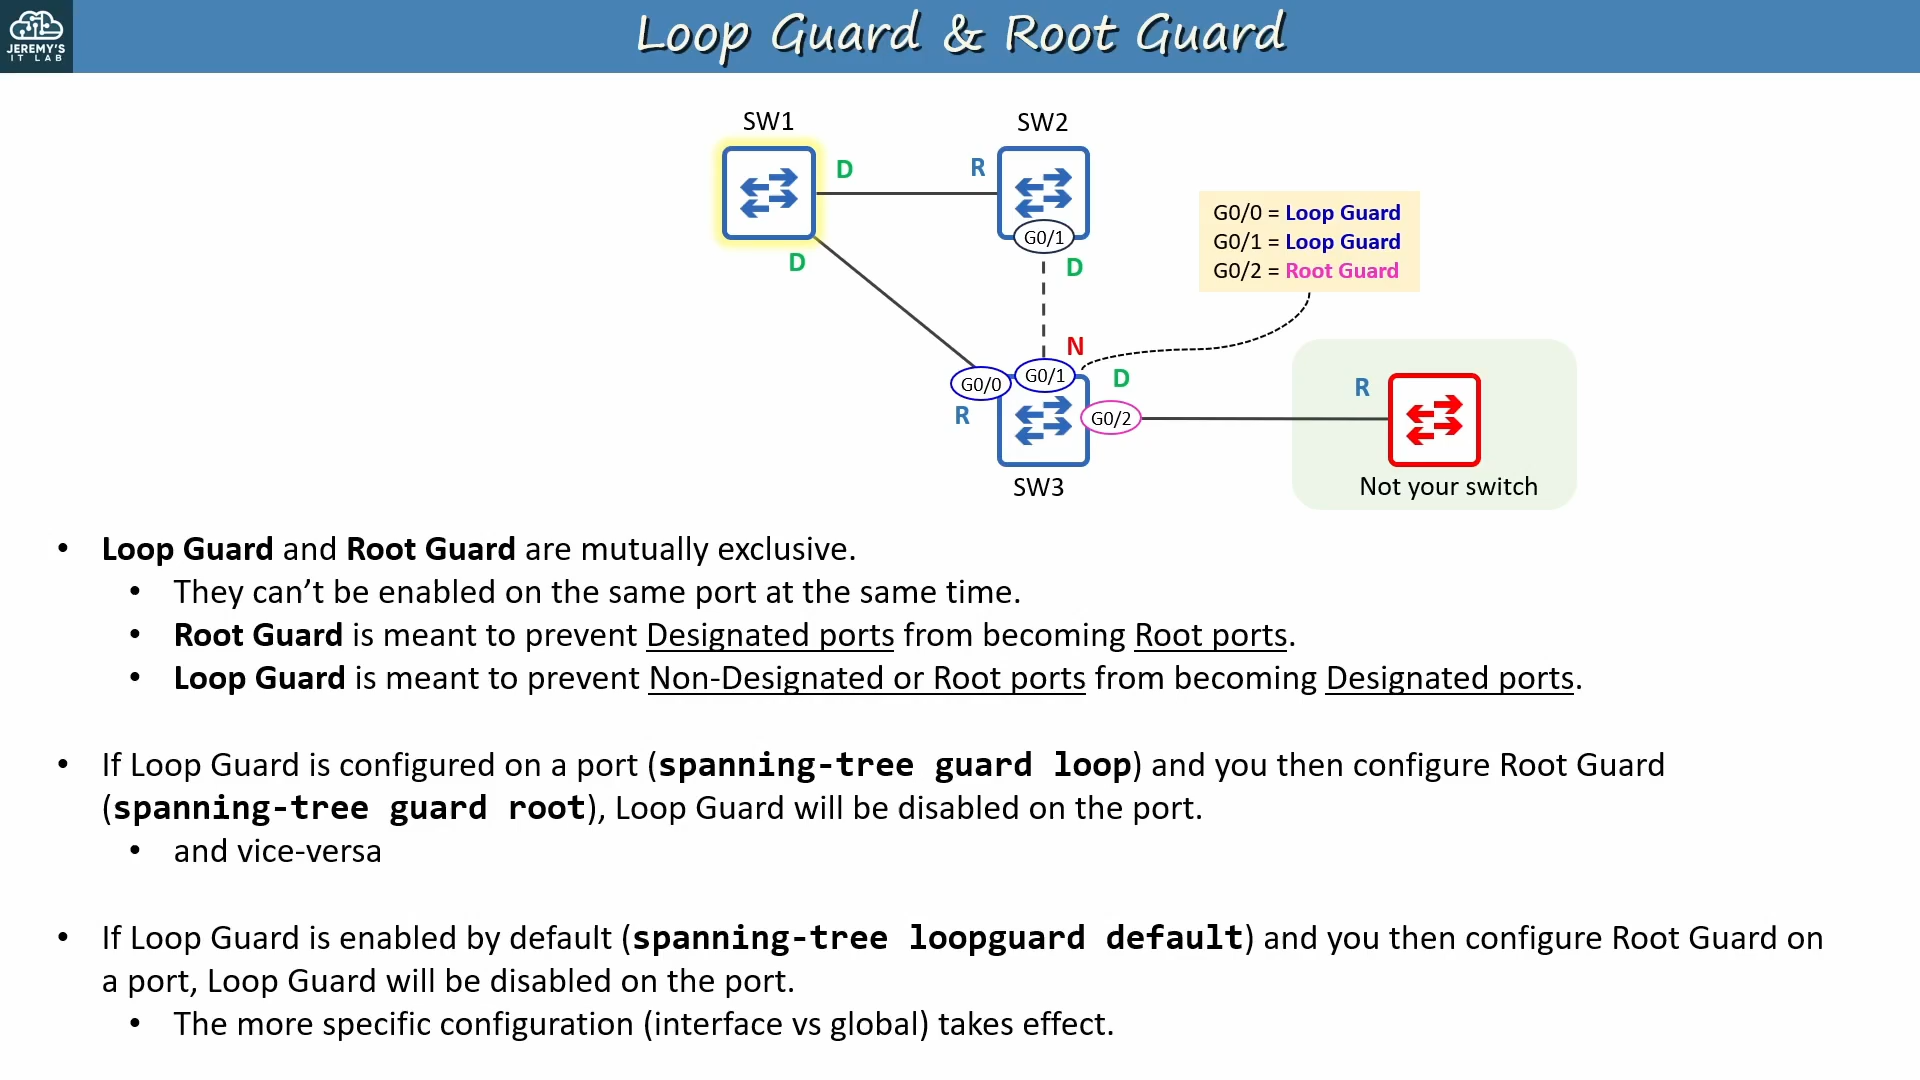 JEREMY'S
IT LAB
Loop Guard & Root Guard
SW1
SW2
D
R
G0/1
D
D
G0/0 = Loop Guard
G0/1 = Loop Guard
G0/2 = Root Guard
N
G0/0
G0/1
D
R
G0/2
R
SW3
Not your switch
• Loop Guard and Root Guard are mutually exclusive.
• They can’t be enabled on the same port at the same time.
• Root Guard is meant to prevent Designated ports from becoming Root ports.
• Loop Guard is meant to prevent Non-Designated or Root ports from becoming Designated ports.
• If Loop Guard is configured on a port (spanning-tree guard loop) and you then configure Root Guard
(spanning-tree guard root), Loop Guard will be disabled on the port.
• and vice-versa
• If Loop Guard is enabled by default (spanning-tree loopguard default) and you then configure Root Guard on
a port, Loop Guard will be disabled on the port.
• The more specific configuration (interface vs global) takes effect.